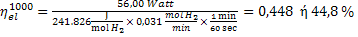 η_el^1000 = 56,00 Watt / (241.826 J/mol H₂ * 0,031 mol H₂/min * 1 min/60 sec) = 0,448 ή 44,8 %